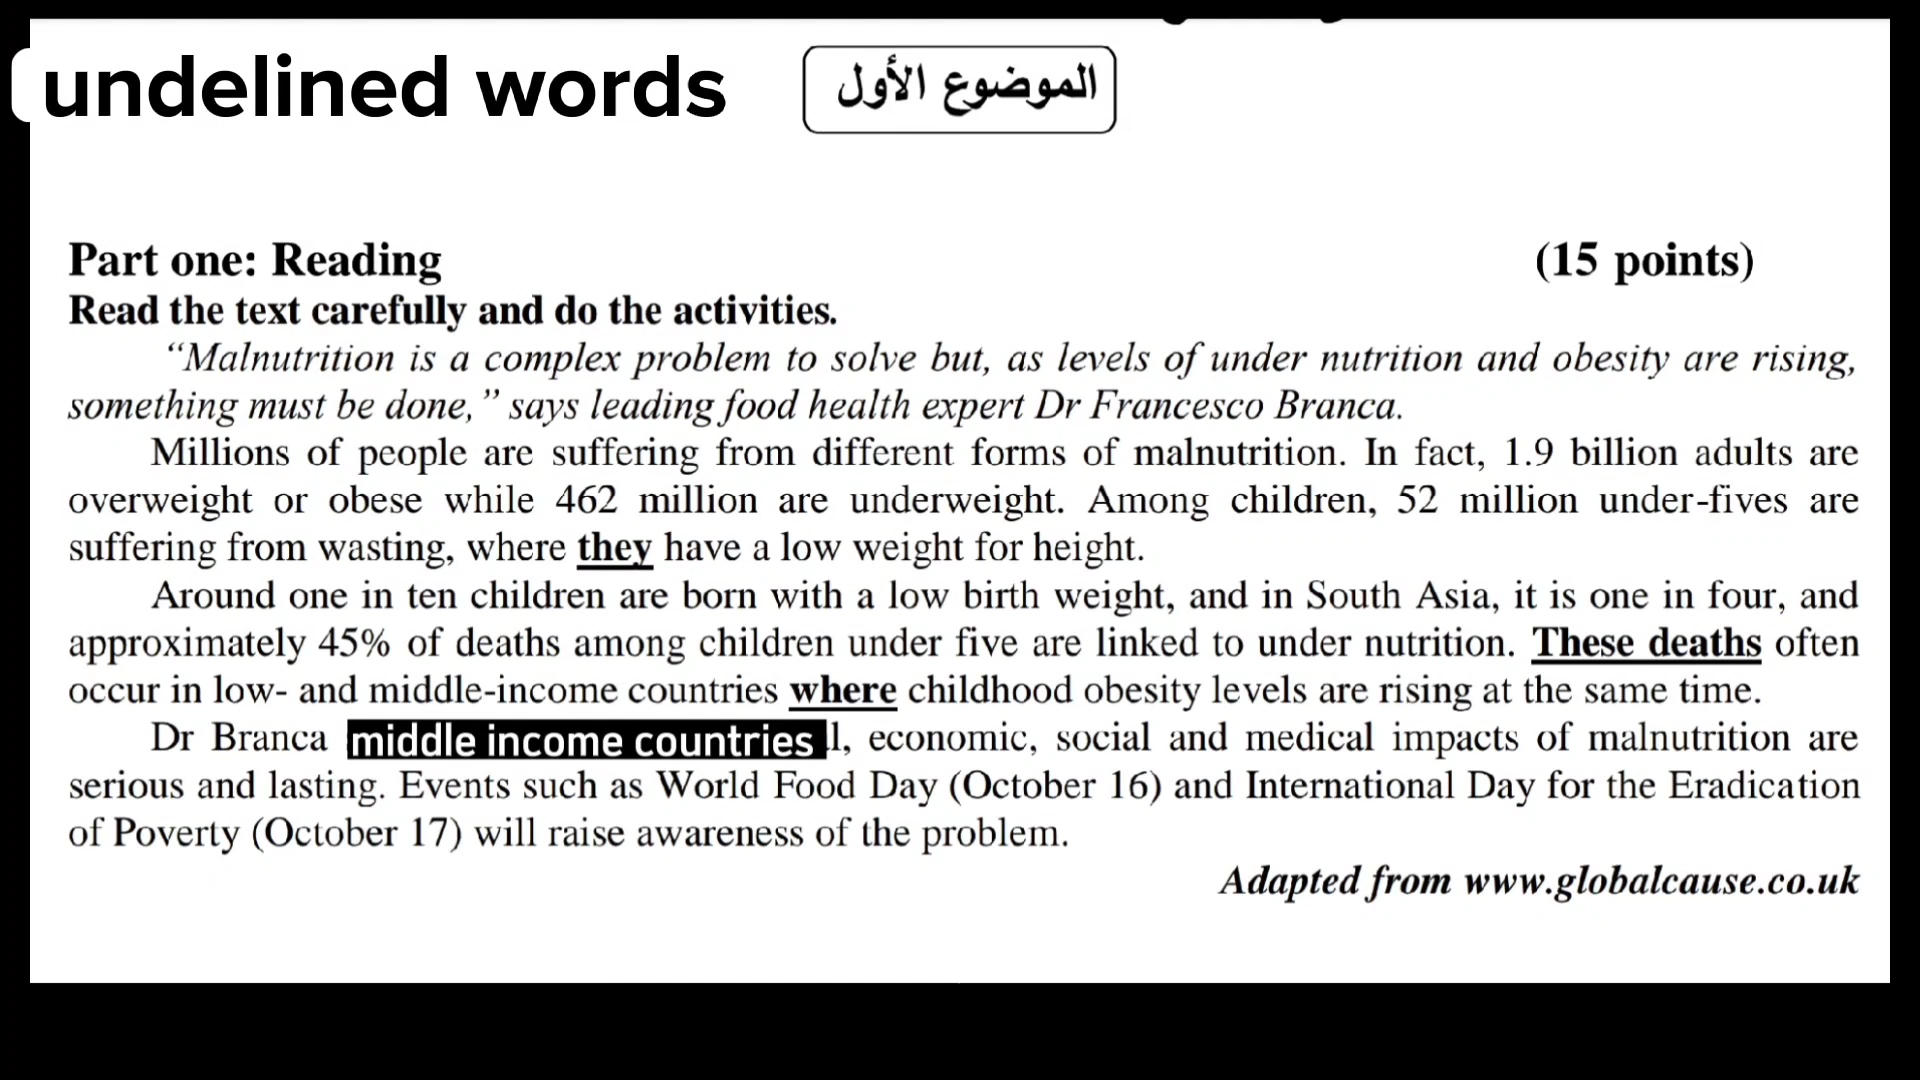 undelined words
الموضوع الأول
Part one: Reading (15 points)
Read the text carefully and do the activities.
“Malnutrition is a complex problem to solve but, as levels of under nutrition and obesity are rising,
something must be done,” says leading food health expert Dr Francesco Branca.
Millions of people are suffering from different forms of malnutrition. In fact, 1.9 billion adults are
overweight or obese while 462 million are underweight. Among children, 52 million under-fives are
suffering from wasting, where they have a low weight for height.
Around one in ten children are born with a low birth weight, and in South Asia, it is one in four, and
approximately 45% of deaths among children under five are linked to under nutrition. These deaths often
occur in low- and middle-income countries where childhood obesity levels are rising at the same time.
Dr Branca middle income countries l, economic, social and medical impacts of malnutrition are
serious and lasting. Events such as World Food Day (October 16) and International Day for the Eradication
of Poverty (October 17) will raise awareness of the problem.
Adapted from www.globalcause.co.uk